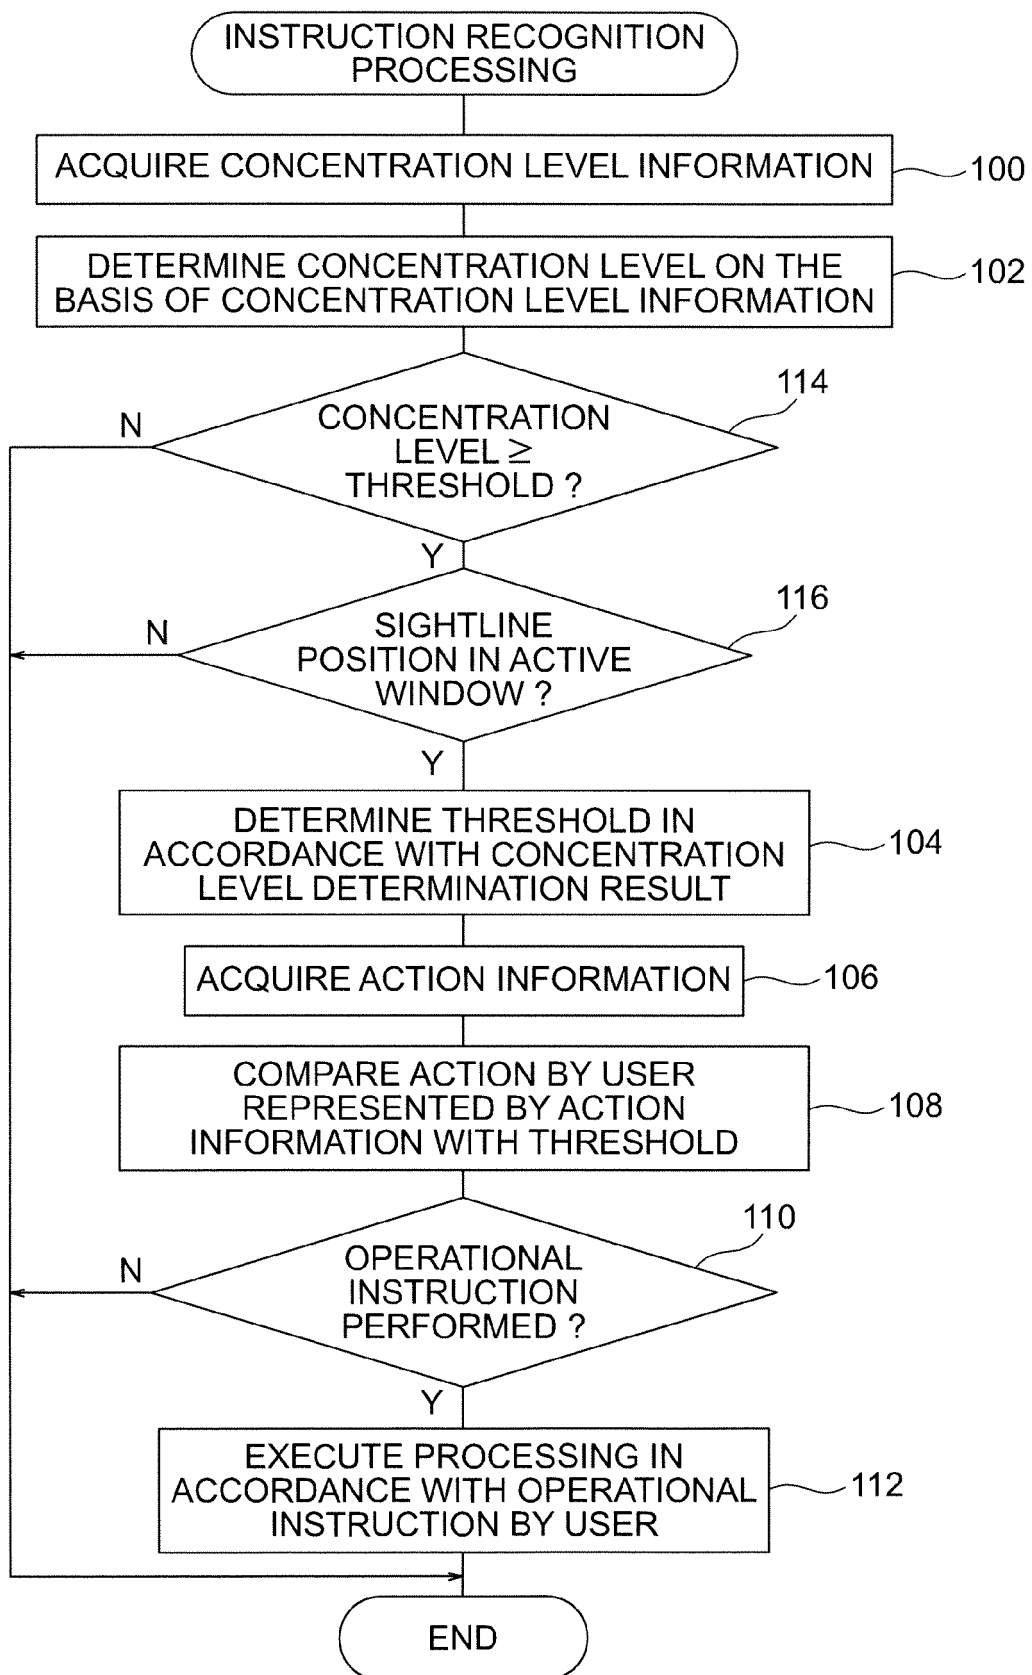 INSTRUCTION RECOGNITION
PROCESSING
ACQUIRE CONCENTRATION LEVEL INFORMATION
100
DETERMINE CONCENTRATION LEVEL ON THE
BASIS OF CONCENTRATION LEVEL INFORMATION
102
114
N
CONCENTRATION
LEVEL ≥
THRESHOLD ?
Y
116
N
SIGHTLINE
POSITION IN ACTIVE
WINDOW ?
Y
DETERMINE THRESHOLD IN
ACCORDANCE WITH CONCENTRATION
LEVEL DETERMINATION RESULT
104
ACQUIRE ACTION INFORMATION
106
COMPARE ACTION BY USER
REPRESENTED BY ACTION
INFORMATION WITH THRESHOLD
108
110
N
OPERATIONAL
INSTRUCTION
PERFORMED ?
Y
EXECUTE PROCESSING IN
ACCORDANCE WITH OPERATIONAL
INSTRUCTION BY USER
112
END